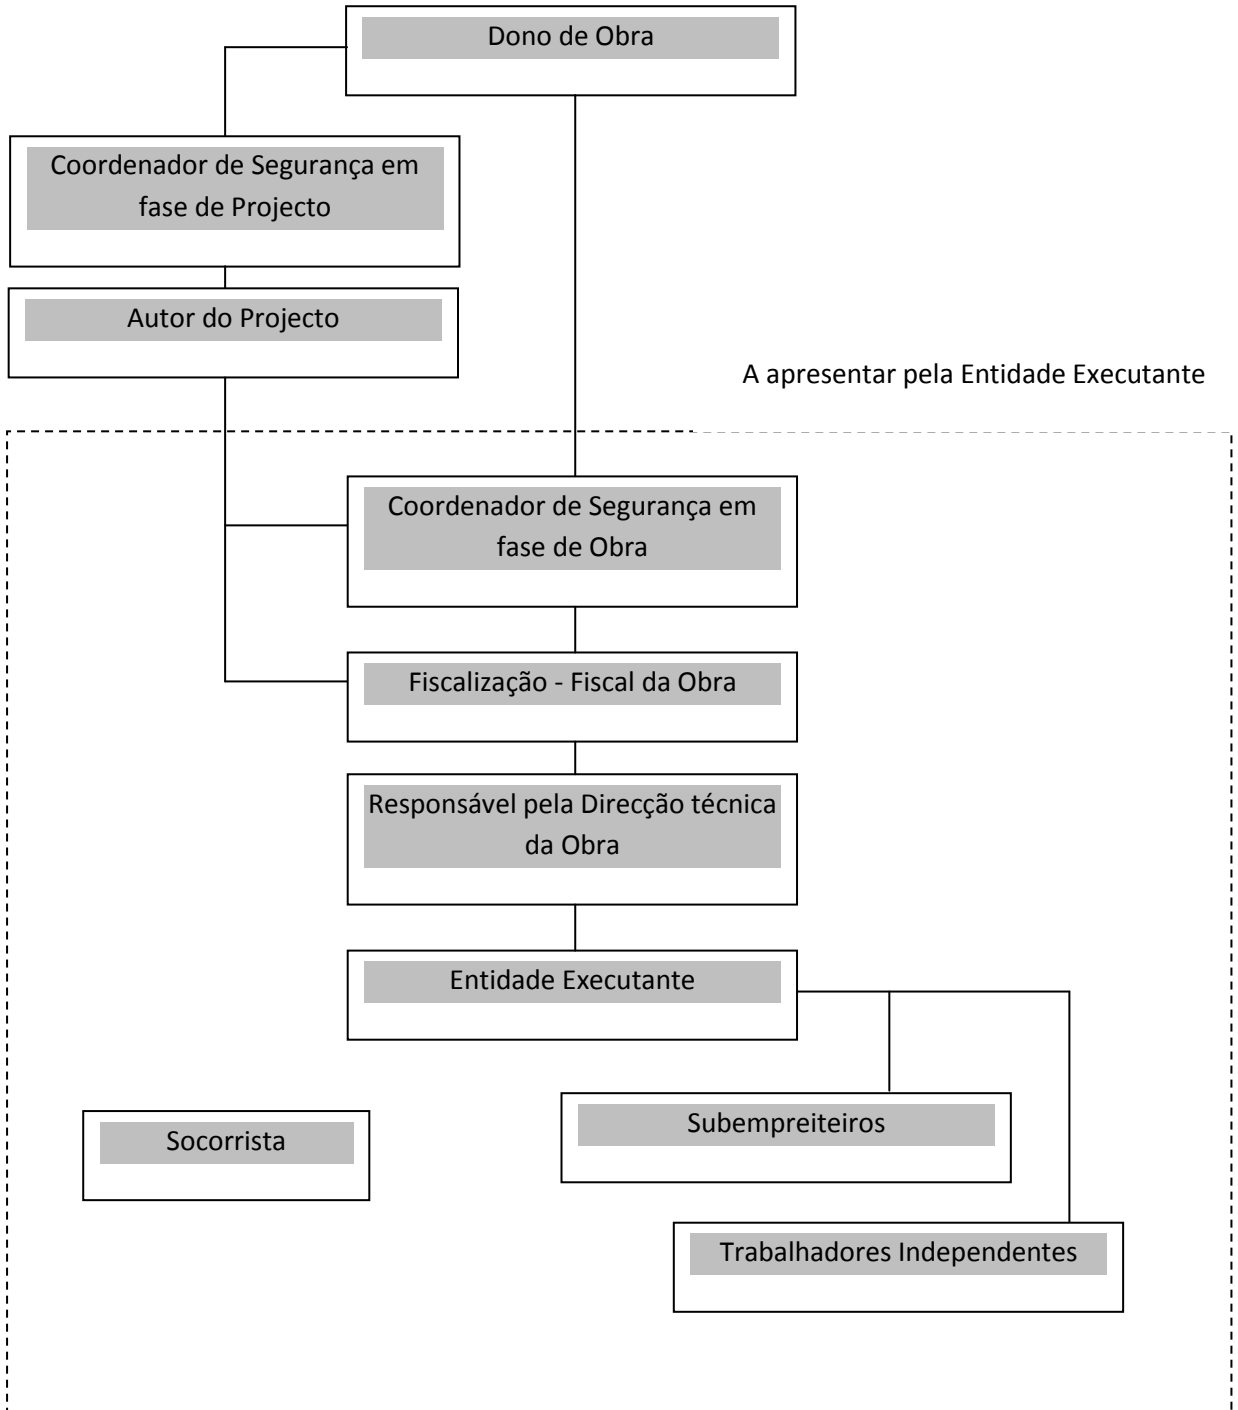 Dono de Obra
Coordenador de Segurança em
fase de Projecto
Autor do Projecto
A apresentar pela Entidade Executante
Coordenador de Segurança em
fase de Obra
Fiscalização - Fiscal da Obra
Responsável pela Direcção técnica
da Obra
Entidade Executante
Subempreiteiros
Socorrista
Trabalhadores Independentes